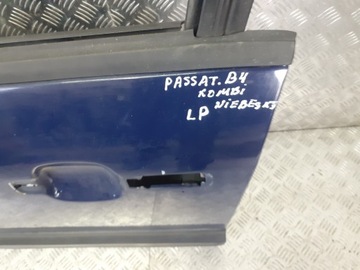 PASSAT. B4
KOMBI
NIEBESKI
LP